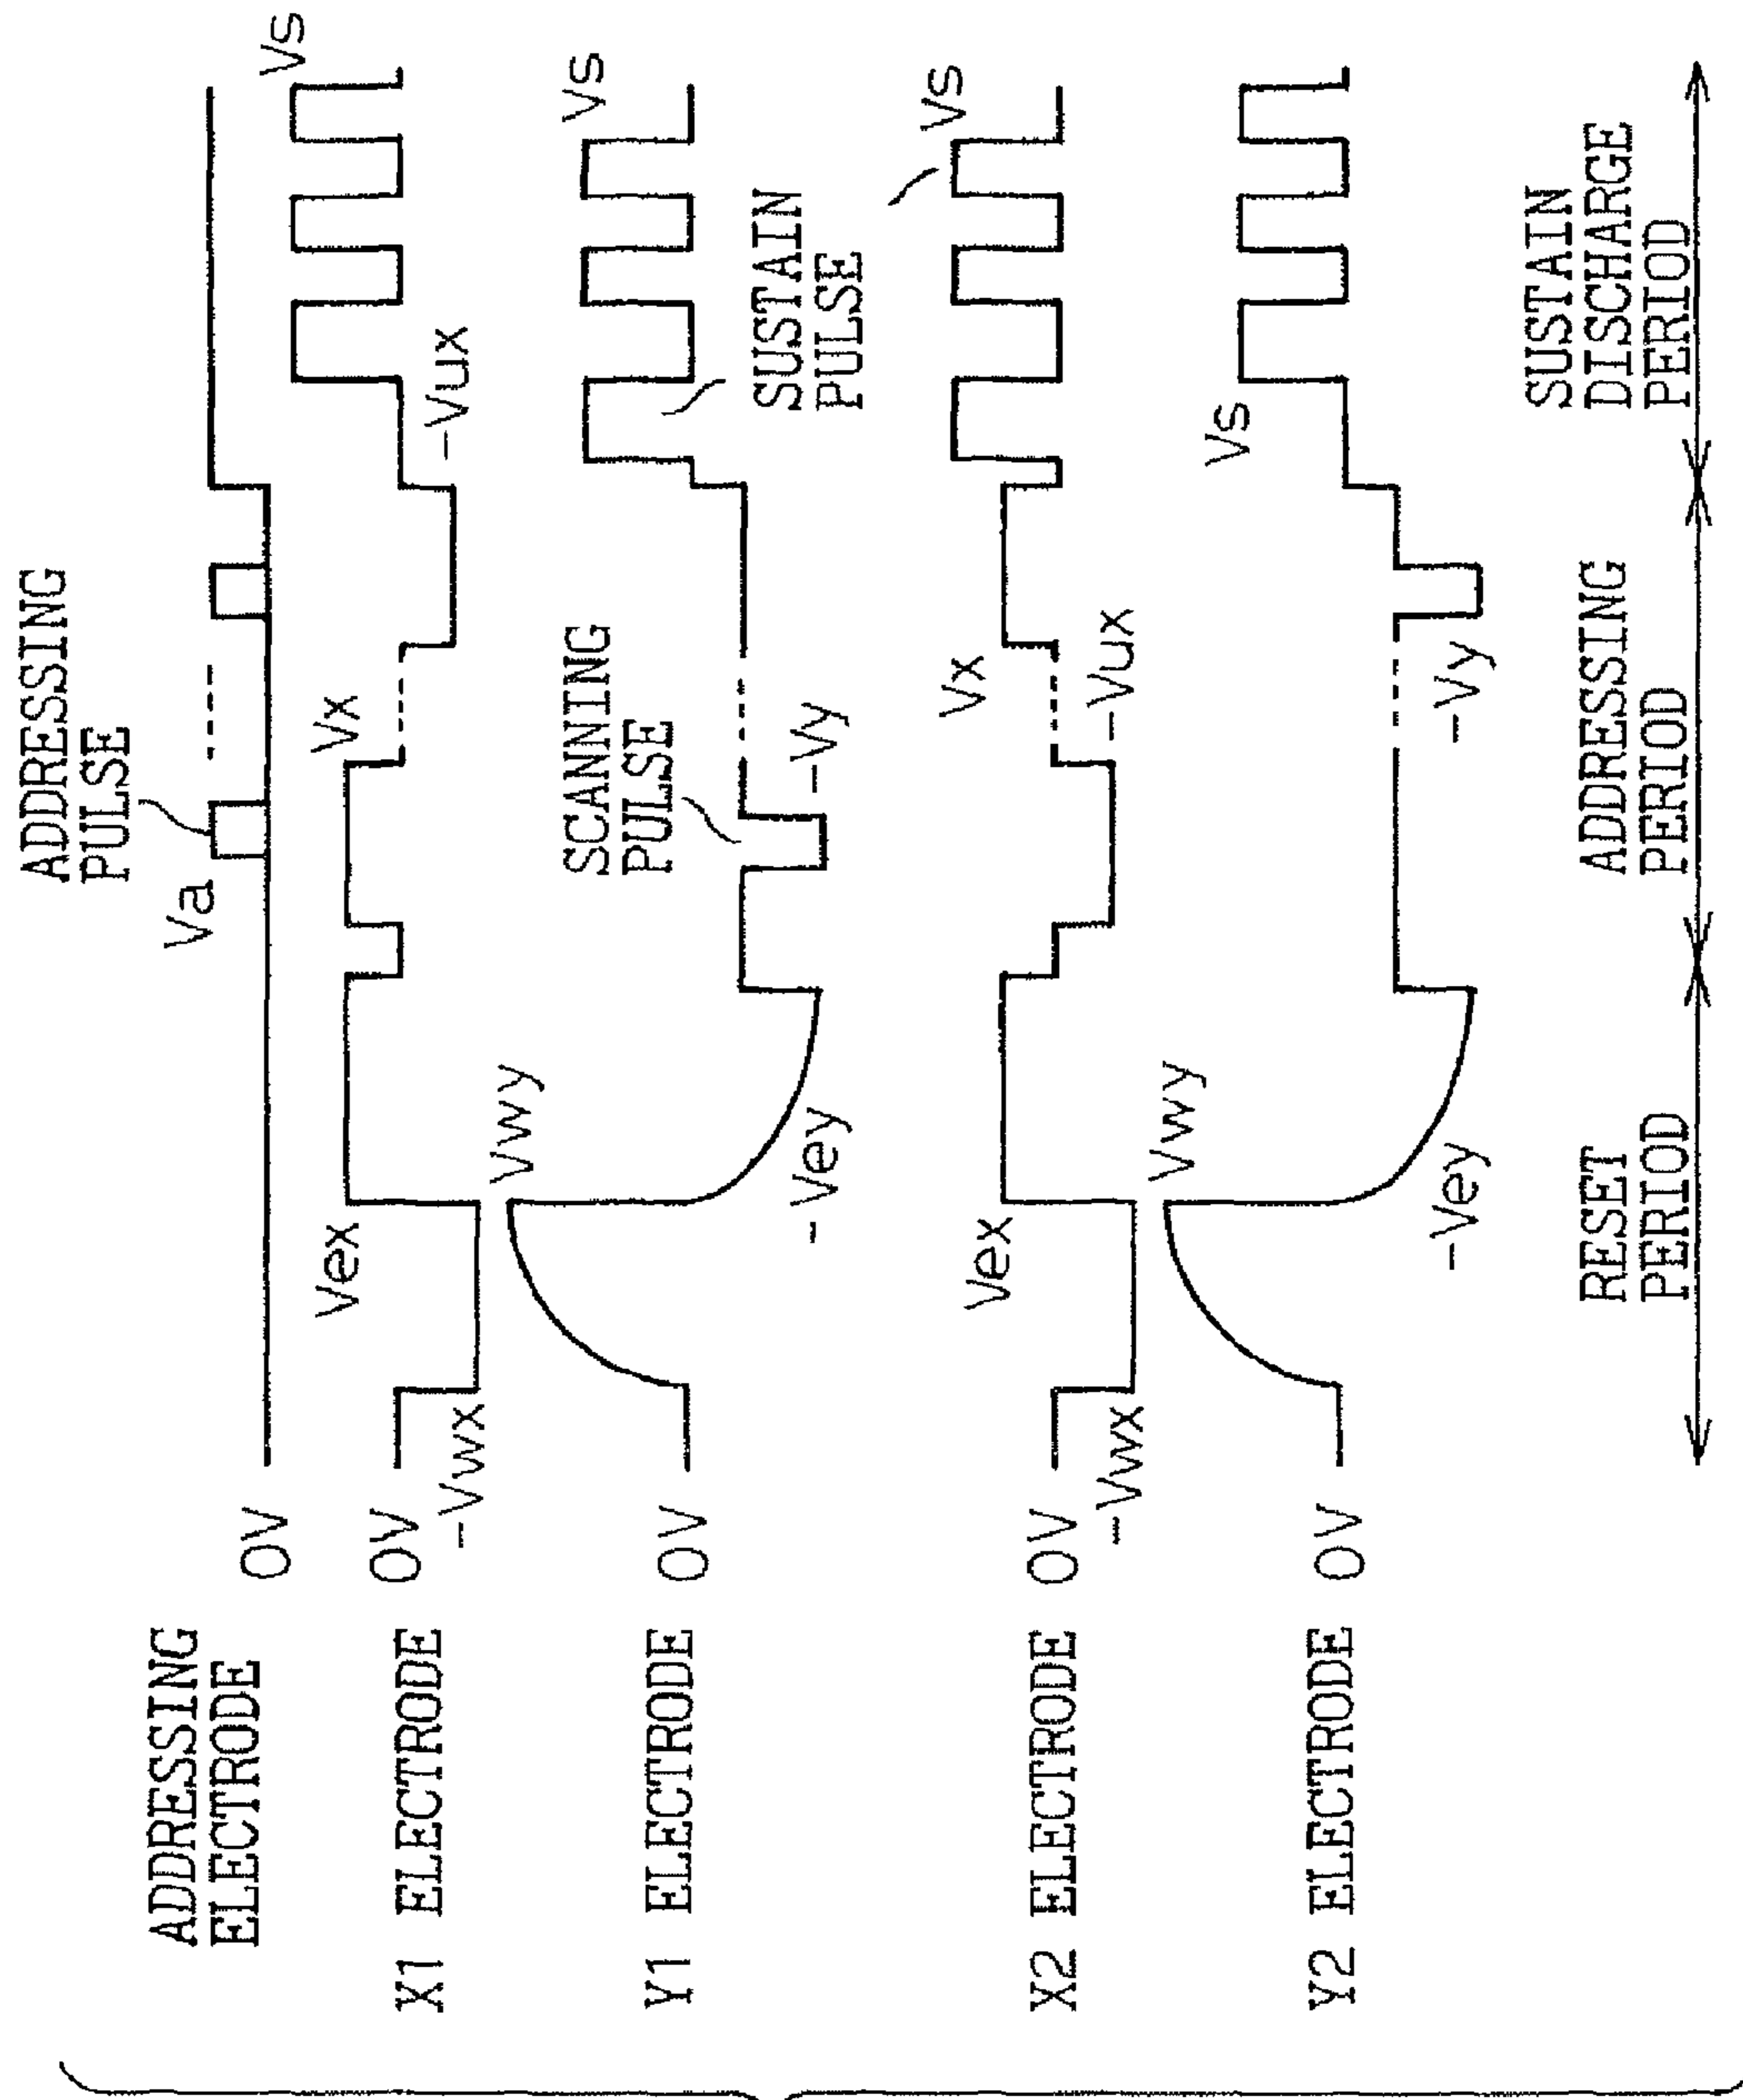 ADDRESSING
ELECTRODE
0V
Va
ADDRESSING
PULSE
X1 ELECTRODE
0V
-Vwx
Vex
Vx
-Vux
Vs
Y1 ELECTRODE
0V
Vwy
-Vey
SCANNING
PULSE
-Vy
Vs
SUSTAIN
PULSE
X2 ELECTRODE
0V
-Vwx
Vex
Vx
-Vux
Vs
Y2 ELECTRODE
0V
Vwy
-Vey
-Vy
Vs
RESET
PERIOD
ADDRESSING
PERIOD
SUSTAIN
DISCHARGE
PERIOD